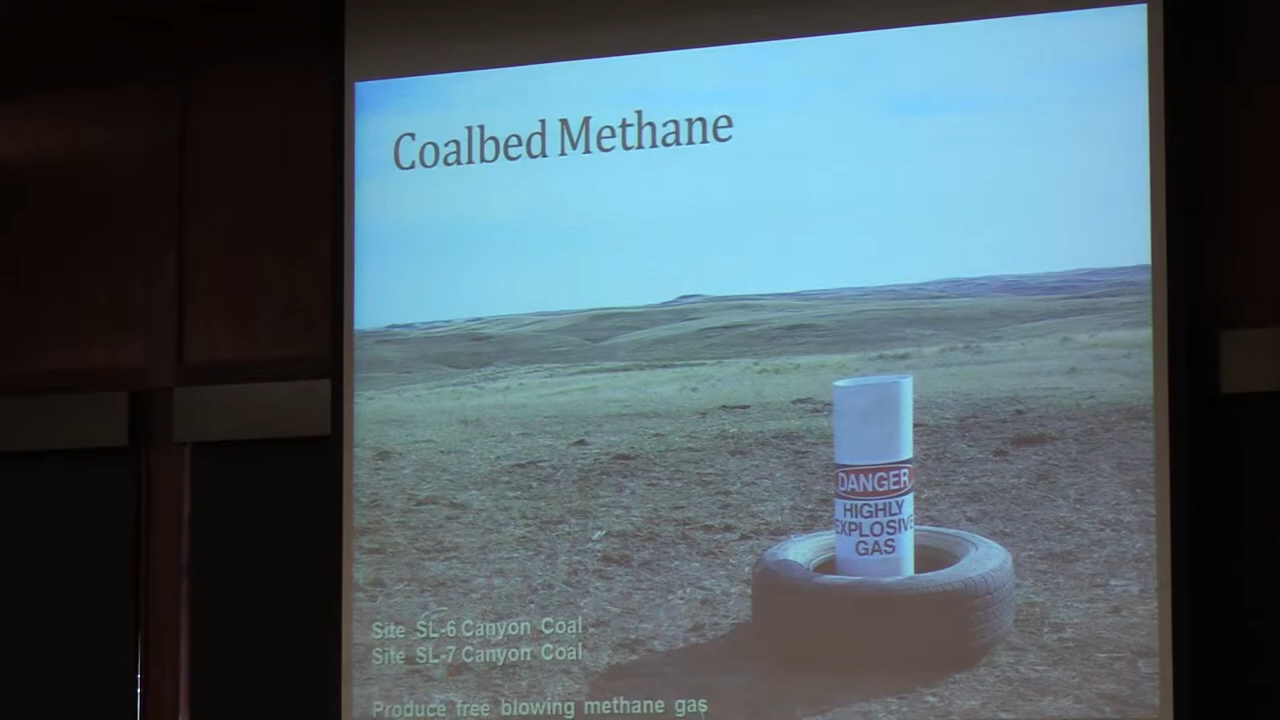 Coalbed Methane
DANGER
HIGHLY
EXPLOSIVE
GAS
Site SL-6 Canyon Coal
Site SL-7 Canyon Coal
Produce free blowing methane gas